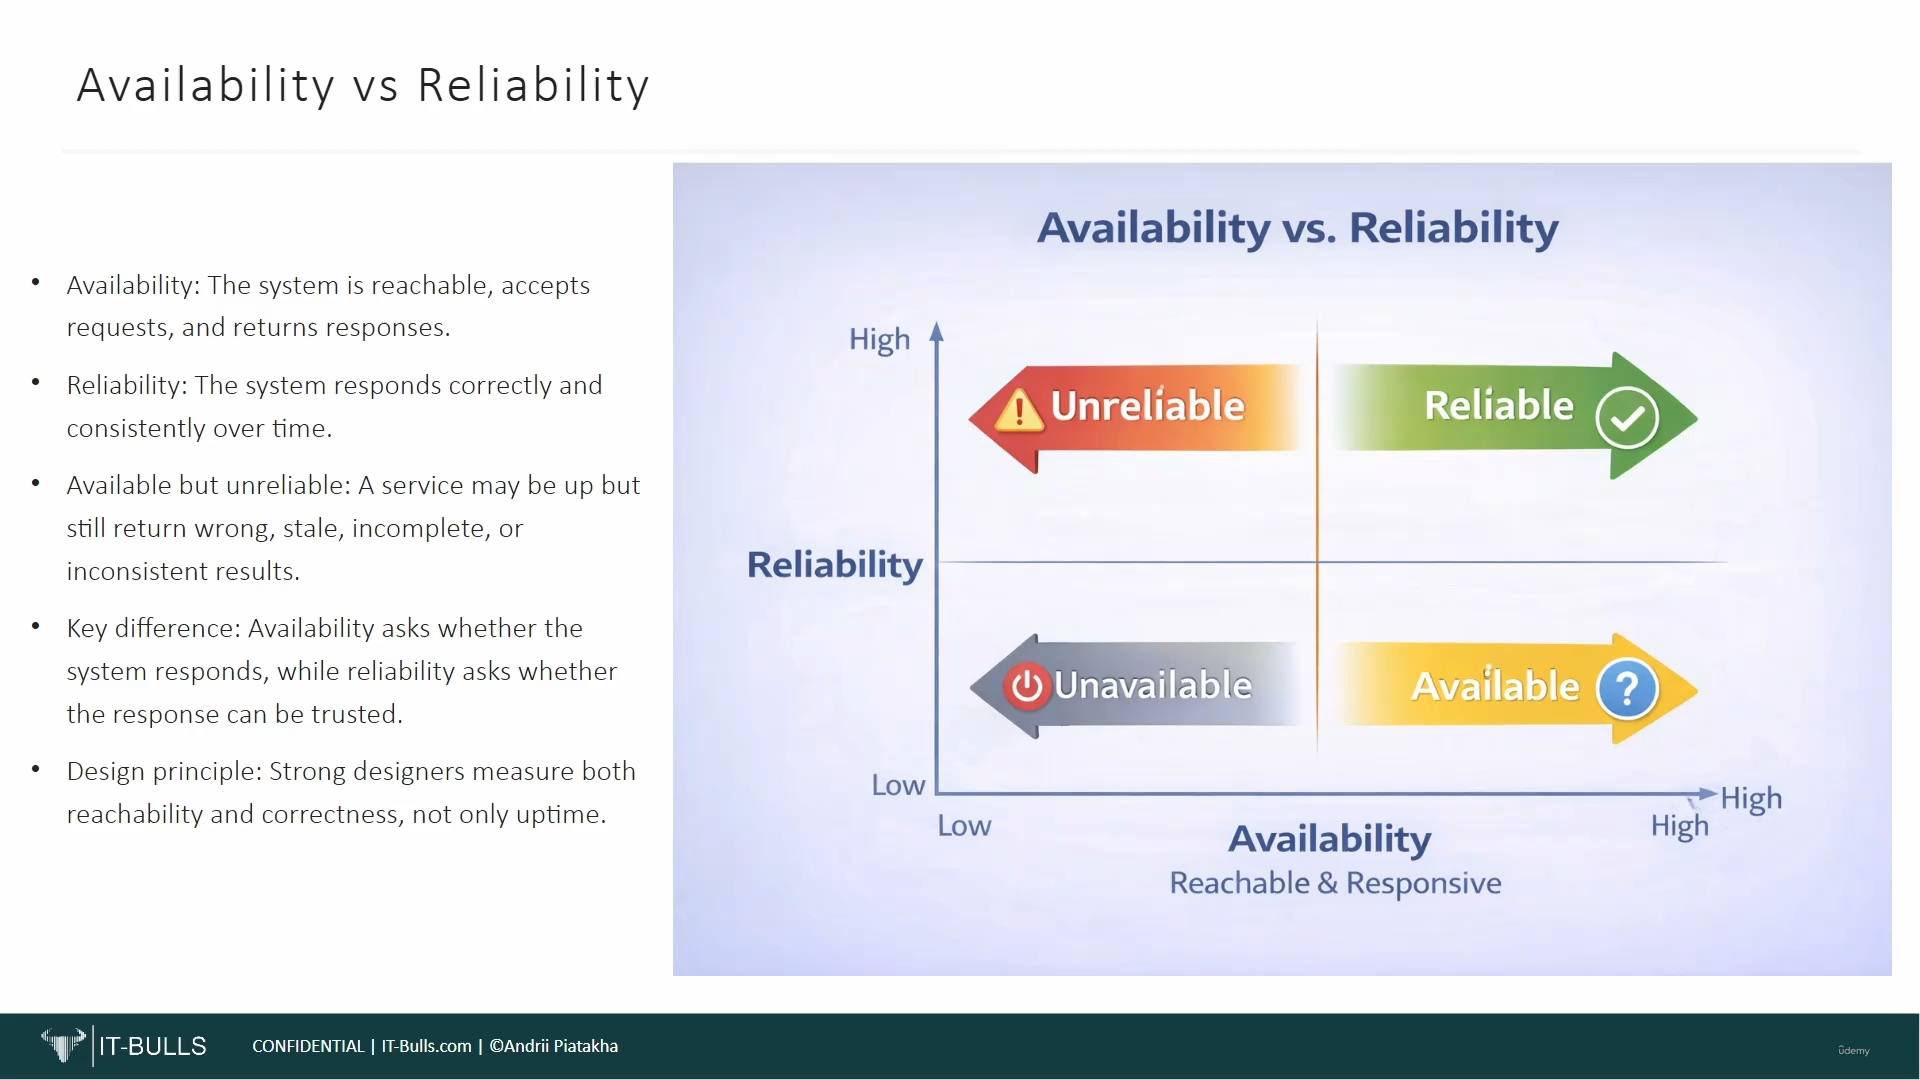 Availability vs Reliability
• Availability: The system is reachable, accepts
requests, and returns responses.
• Reliability: The system responds correctly and
consistently over time.
• Available but unreliable: A service may be up but
still return wrong, stale, incomplete, or
inconsistent results.
• Key difference: Availability asks whether the
system responds, while reliability asks whether
the response can be trusted.
• Design principle: Strong designers measure both
reachability and correctness, not only uptime.
Availability vs. Reliability
High
Unreliable
Reliable
Reliability
Unavailable
Available
Low
High
Low
High
Availability
Reachable & Responsive
IT-BULLS
CONFIDENTIAL | IT-Bulls.com | ©Andrii Piatakha
udemy